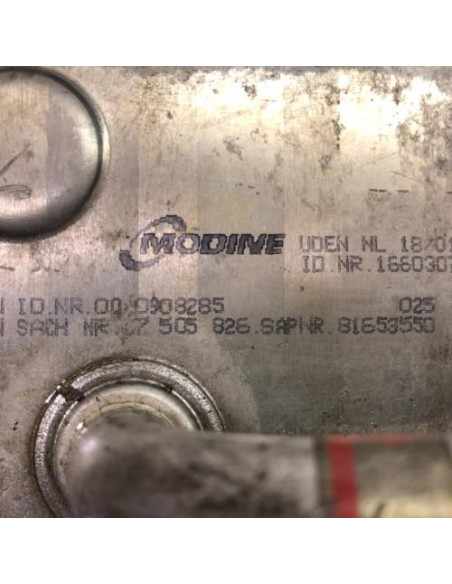 MODINE UDEN NL 18/01
ID.NR.1660307
N ID.NR.00/0908285 025
N SACH NR 67 505 826.SAPNR.81653550